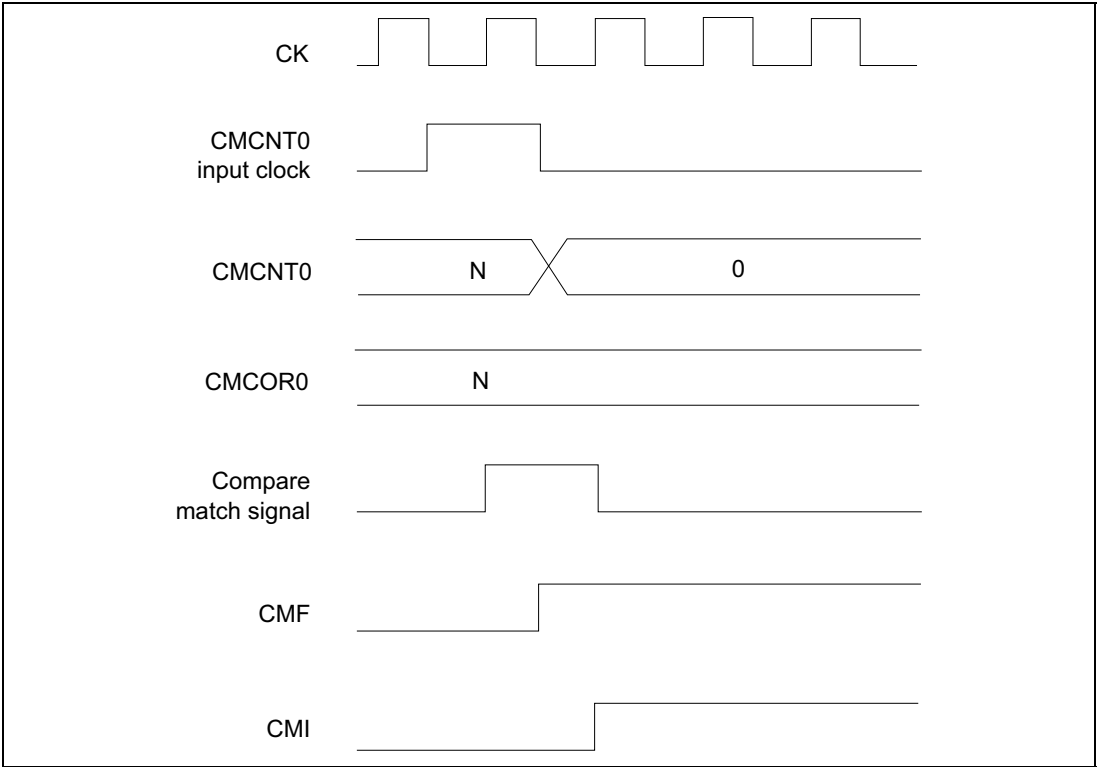 CK
CMCNT0
input clock
CMCNT0
N
0
CMCOR0
N
Compare
match signal
CMF
CMI